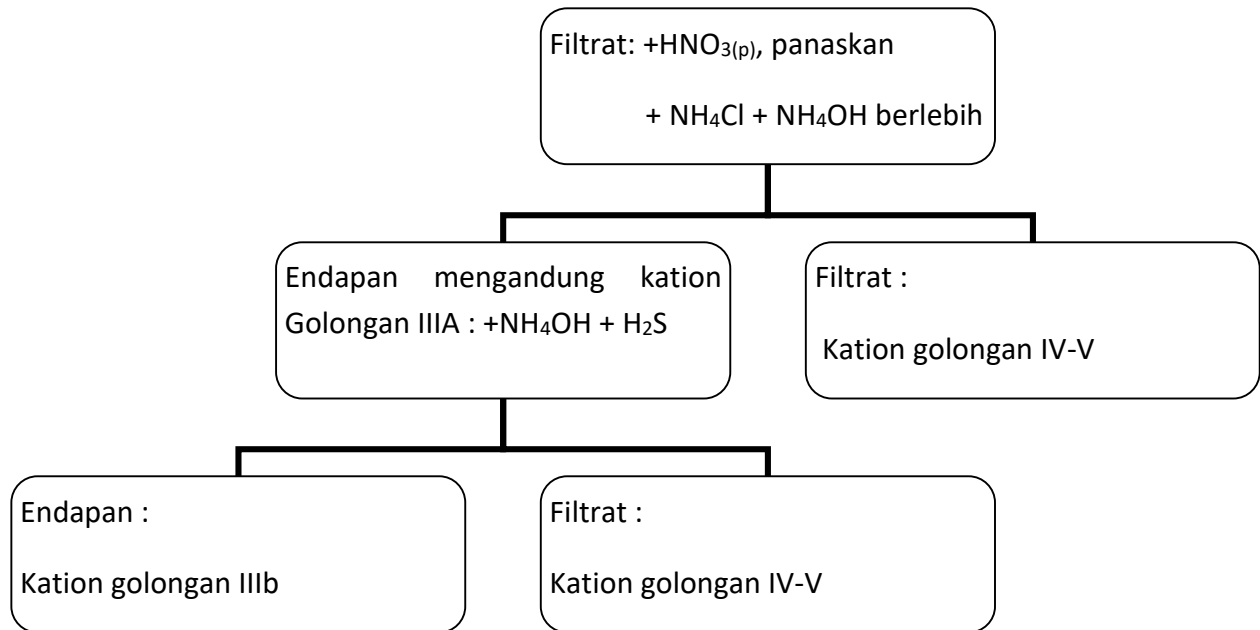 Filtrat: +HNO₃₍ₚ₎, panaskan
+ NH₄Cl + NH₄OH berlebih
Endapan mengandung kation
Golongan IIIA : +NH₄OH + H₂S
Filtrat :
Kation golongan IV-V
Endapan :
Kation golongan IIIb
Filtrat :
Kation golongan IV-V